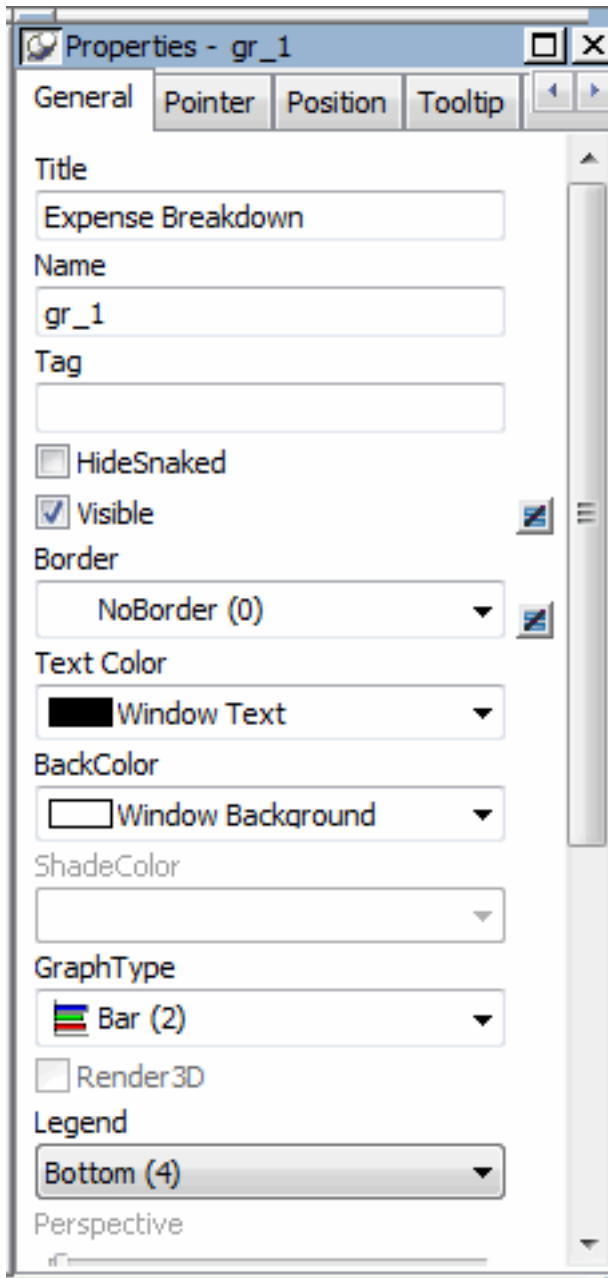 Properties - gr_1
General Pointer Position Tooltip
Title
Expense Breakdown
Name
gr_1
Tag
HideSnaked
Visible
Border
NoBorder (0)
Text Color
Window Text
BackColor
Window Background
ShadeColor
GraphType
Bar (2)
Render3D
Legend
Bottom (4)
Perspective